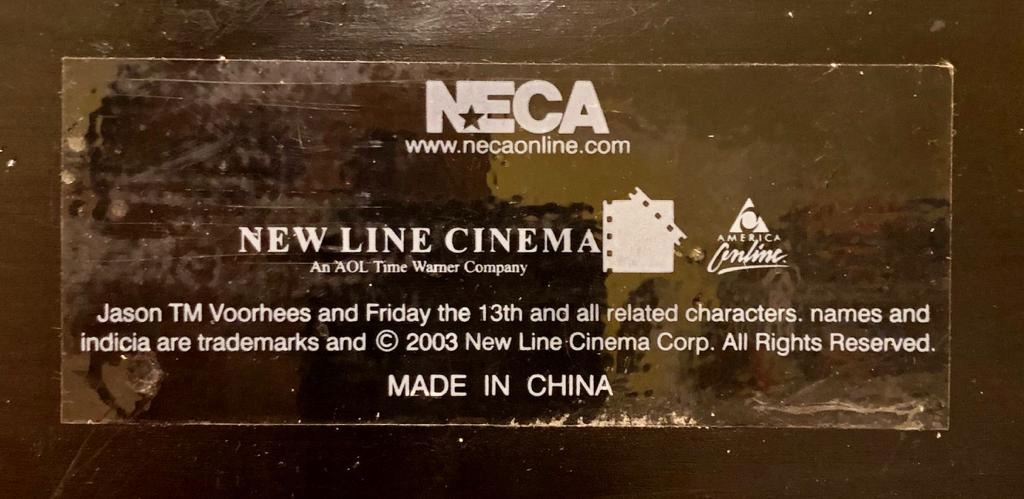 NECA
www.necaonline.com
NEW LINE CINEMA
An AOL Time Warner Company
AMERICA
Online
Jason TM Voorhees and Friday the 13th and all related characters. names and
indicia are trademarks and © 2003 New Line Cinema Corp. All Rights Reserved.
MADE IN CHINA